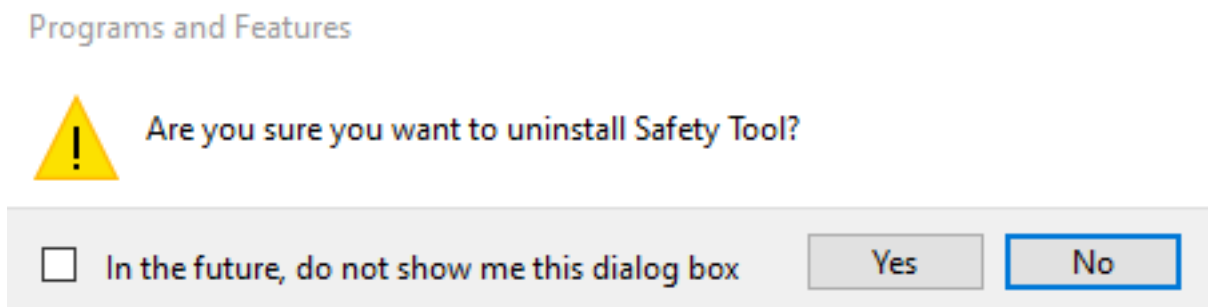 Programs and Features
Are you sure you want to uninstall Safety Tool?
In the future, do not show me this dialog box
Yes
No